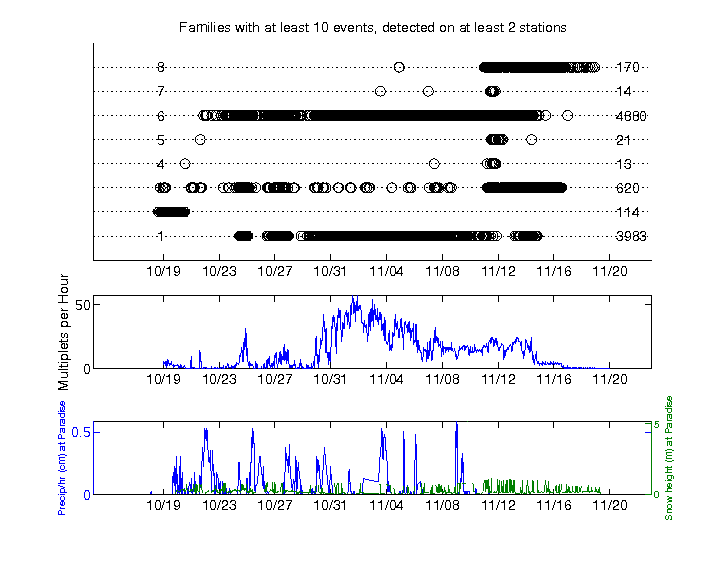 Families with at least 10 events, detected on at least 2 stations
8 170
7 14
6 4880
5 21
4 13
620
114
1 3983
10/19 10/23 10/27 10/31 11/04 11/08 11/12 11/16 11/20
Multiplets per Hour
50
0
10/19 10/23 10/27 10/31 11/04 11/08 11/12 11/16 11/20
Precip/hr (cm) at Paradise
0.5
0
5
0
Snow height (m) at Paradise
10/19 10/23 10/27 10/31 11/04 11/08 11/12 11/16 11/20